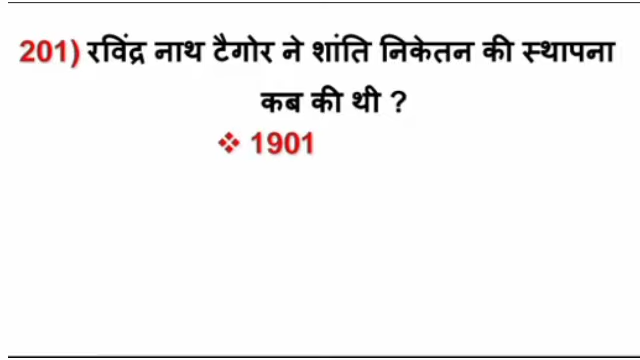 201) रविंद्र नाथ टैगोर ने शांति निकेतन की स्थापना
कब की थी ?
❖ 1901